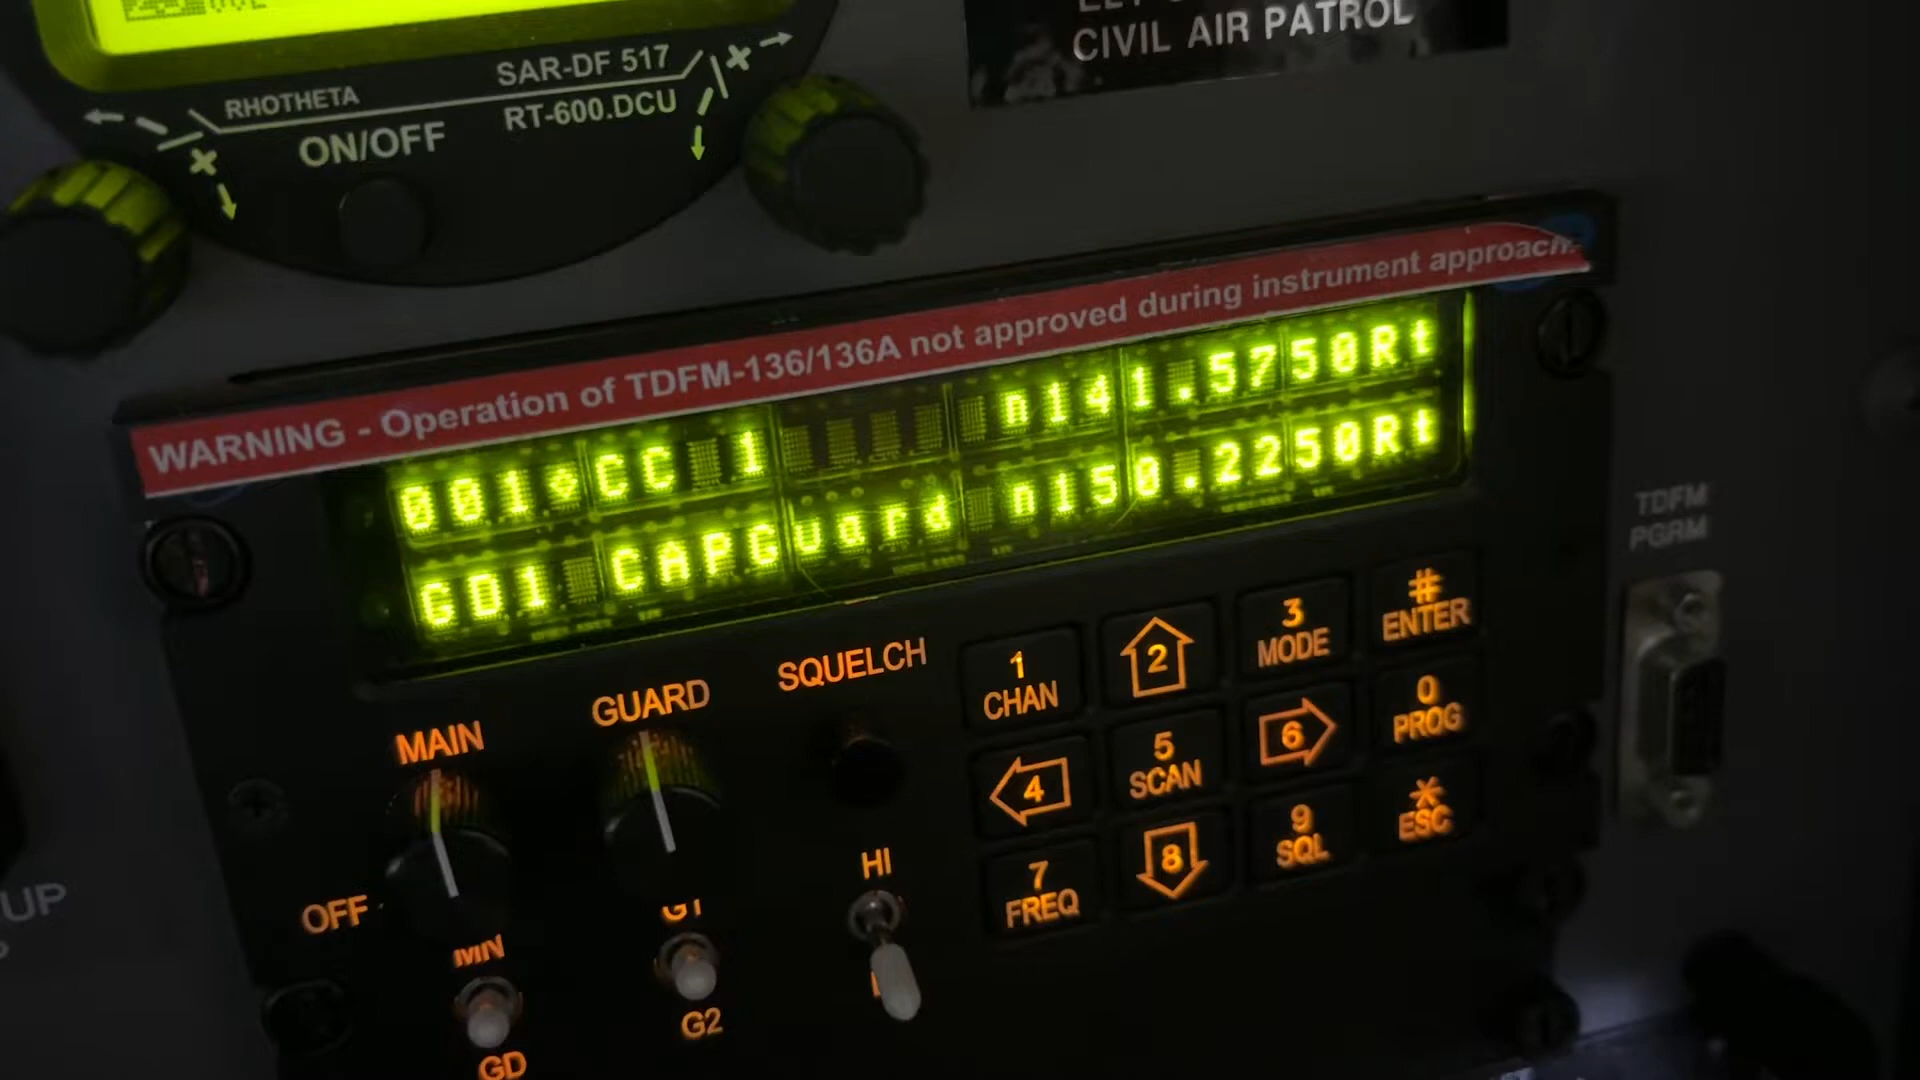 CIVIL AIR PATROL
RHOTHETA
SAR-DF 517
RT-600.DCU
ON/OFF
WARNING - Operation of TDFM-136/136A not approved during instrument approach.
001 CC 1 n141.5750Rt
GD1 CAPGuard n150.2250Rt
TDFM
PGRM
MAIN
GUARD
SQUELCH
OFF
MN
GD
G1
G2
HI
1
CHAN
2
3
MODE
#
ENTER
4
5
SCAN
6
0
PROG
7
FREQ
8
9
SQL
*
ESC
UP